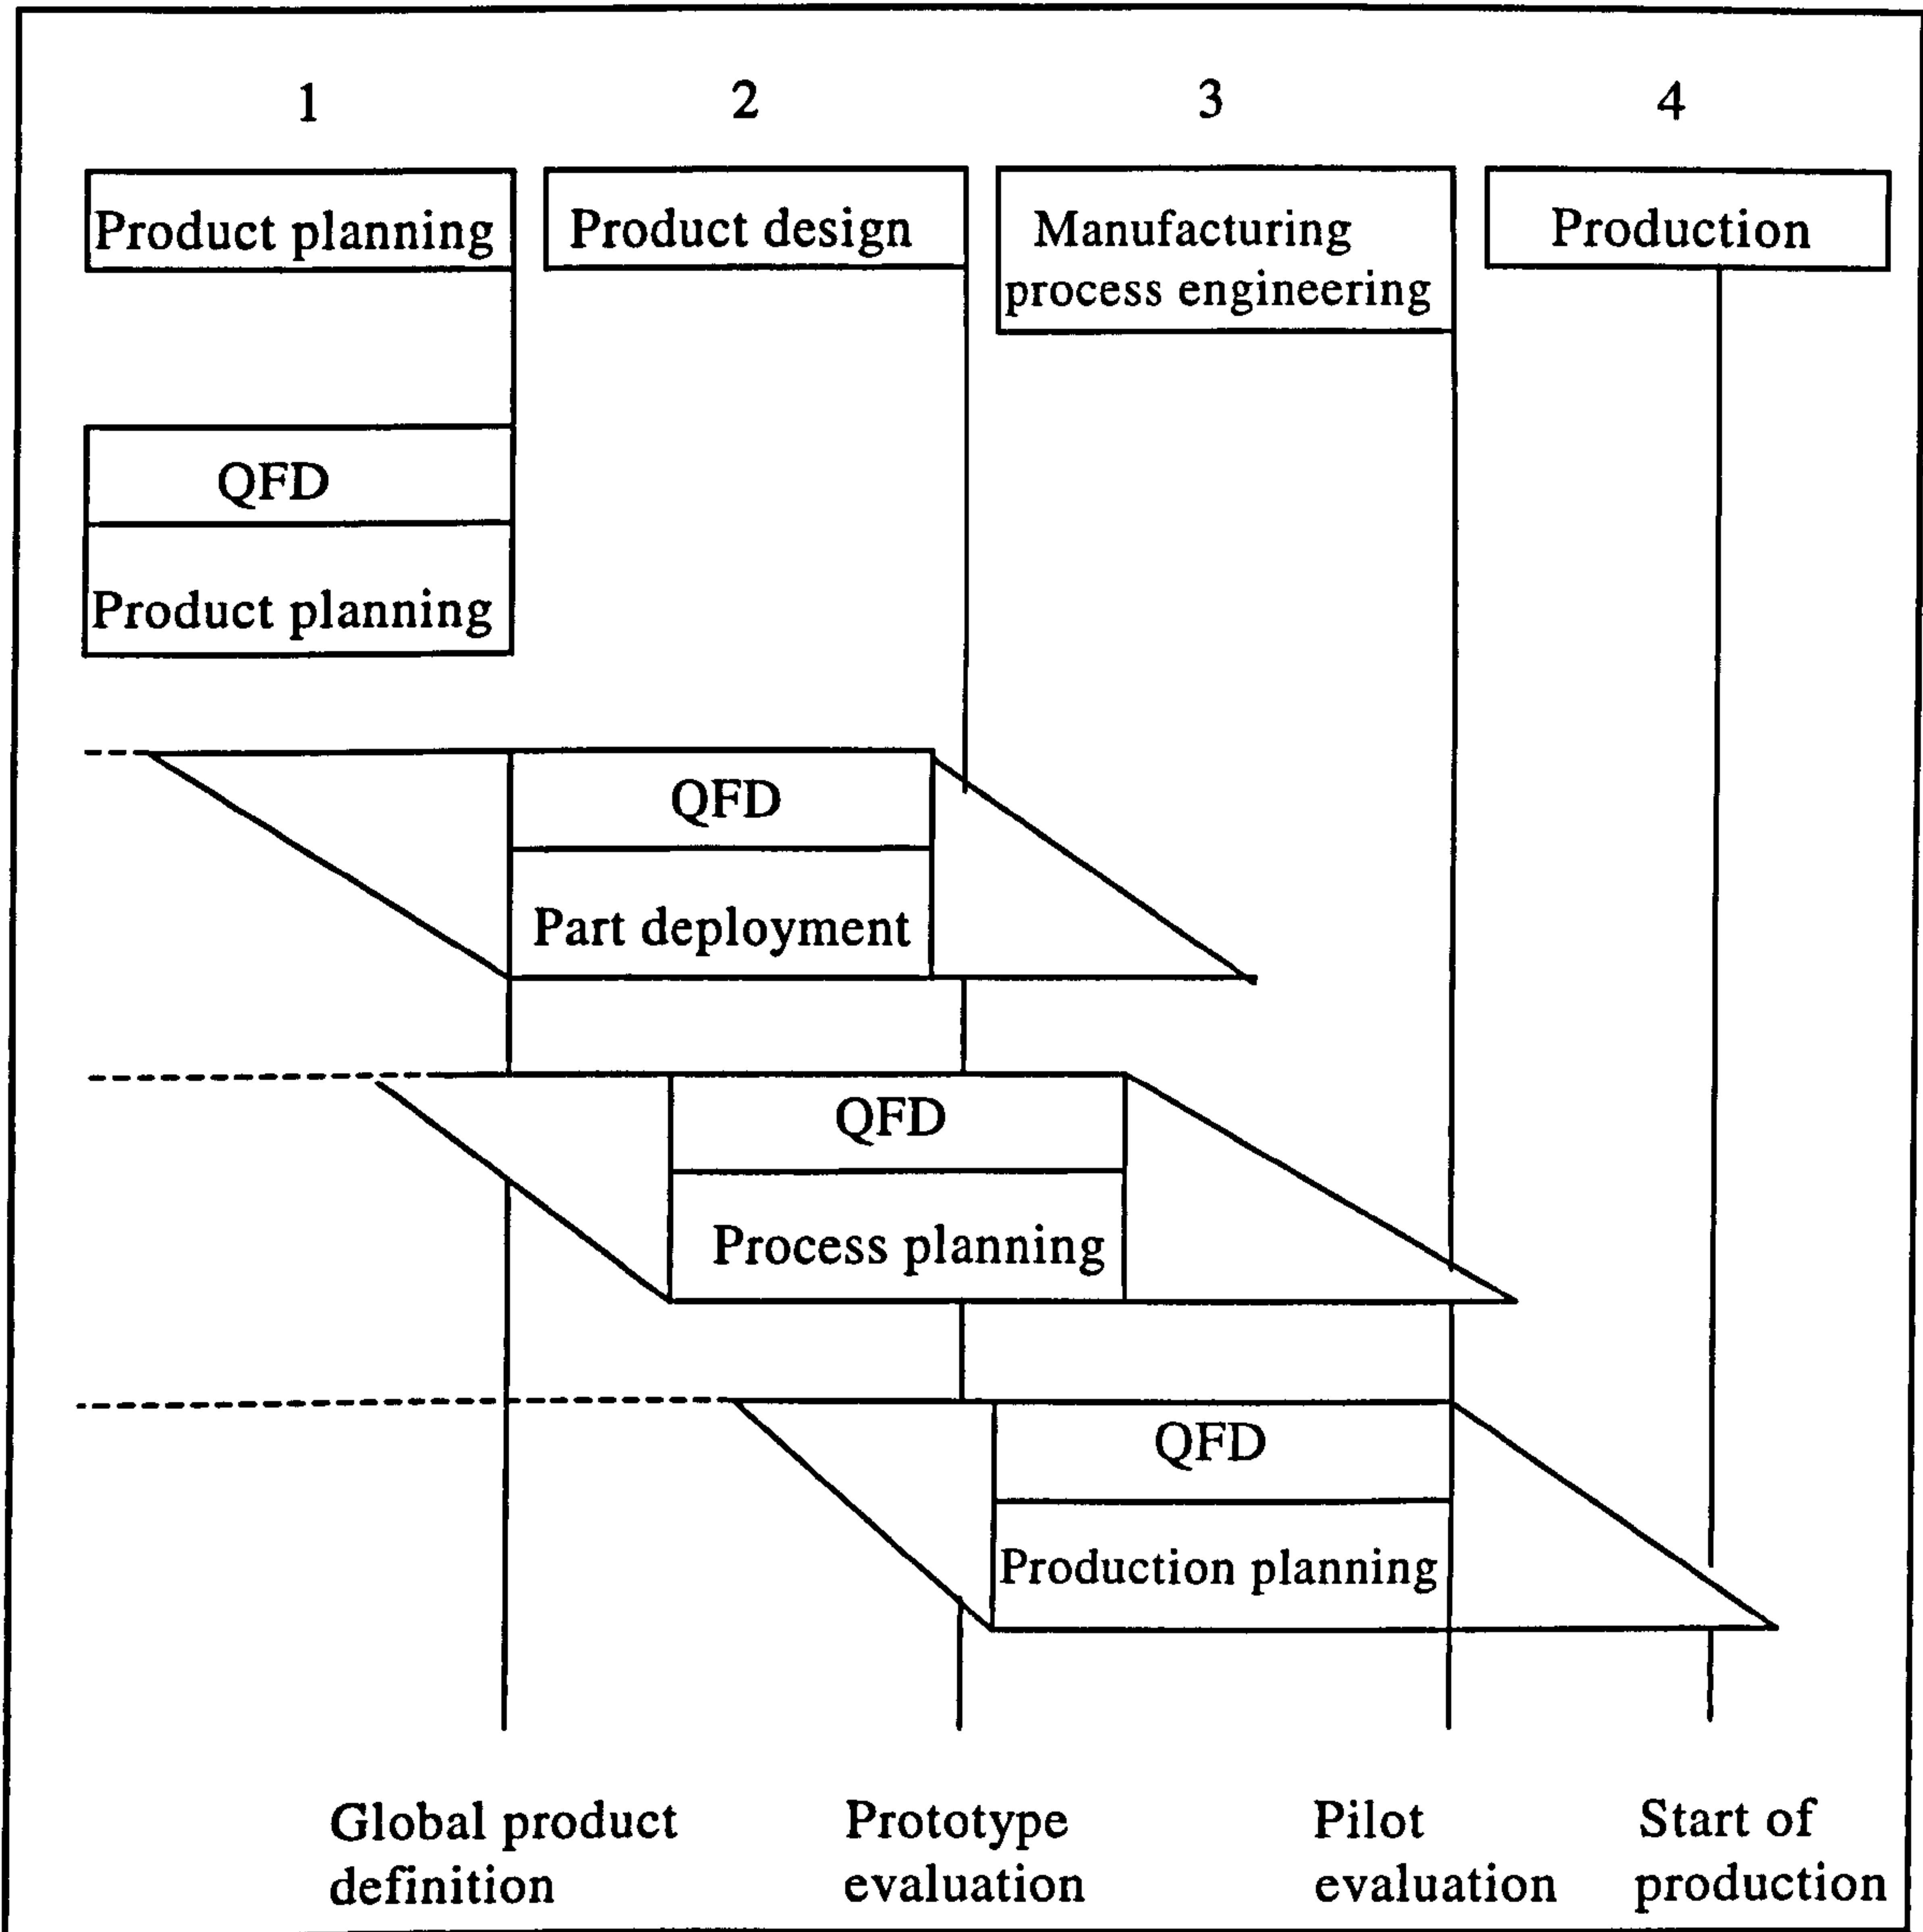 1
2
3
4
Product planning
Product design
Manufacturing
process engineering
Production
QFD
Product planning
QFD
Part deployment
QFD
Process planning
QFD
Production planning
Global product
definition
Prototype
evaluation
Pilot
evaluation
Start of
production